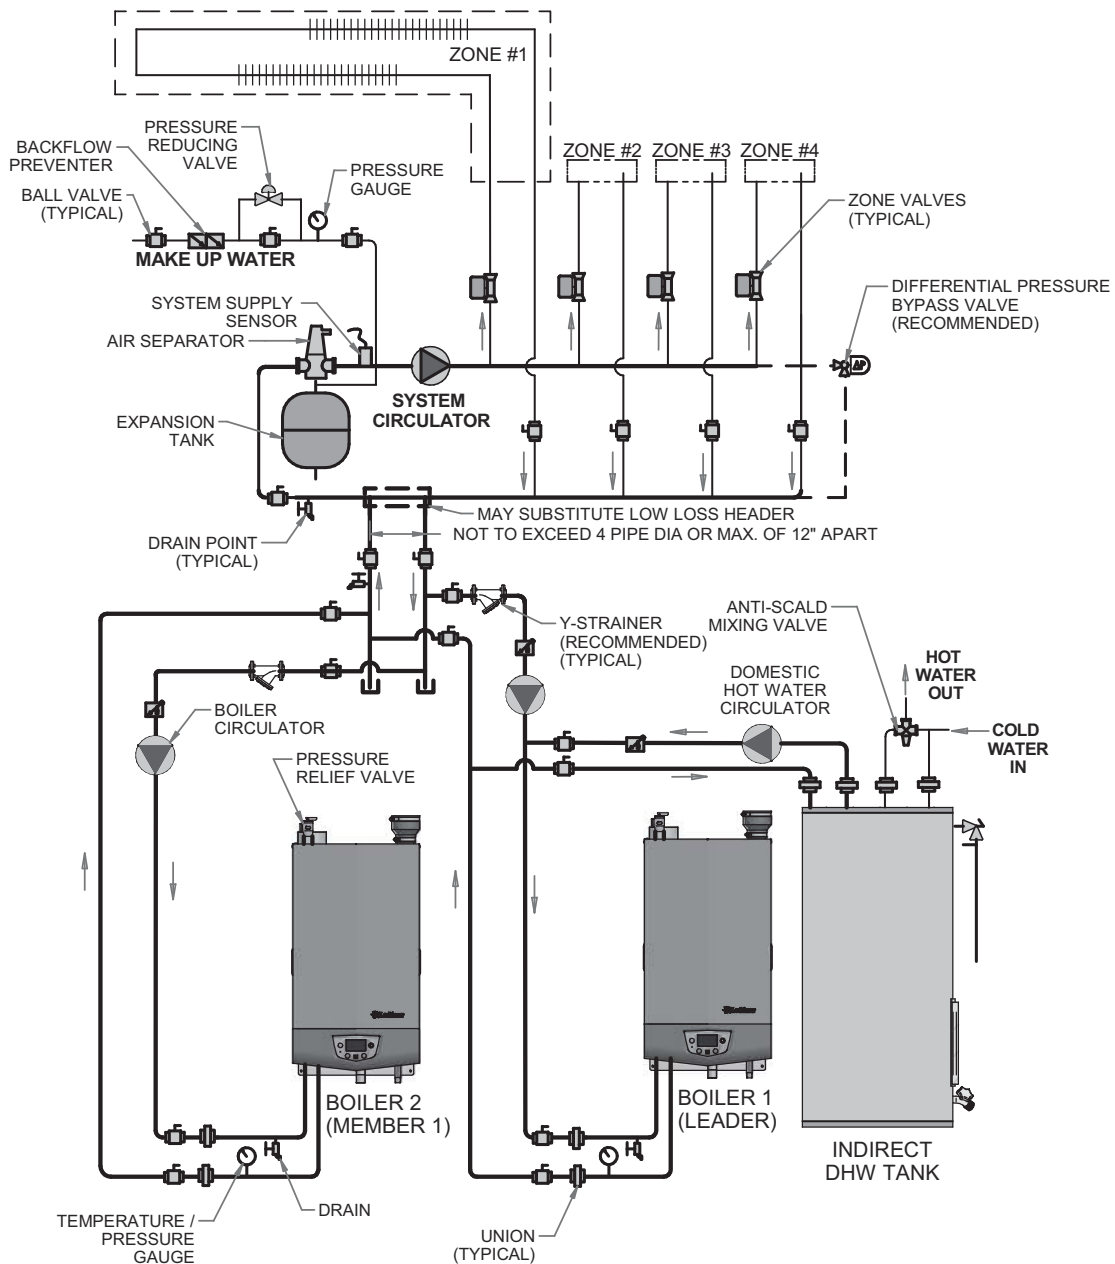 ZONE #1
PRESSURE
REDUCING
VALVE
BACKFLOW
PREVENTER
PRESSURE
GAUGE
BALL VALVE
(TYPICAL)
MAKE UP WATER
ZONE #2
ZONE #3
ZONE #4
ZONE VALVES
(TYPICAL)
SYSTEM SUPPLY
SENSOR
AIR SEPARATOR
DIFFERENTIAL PRESSURE
BYPASS VALVE
(RECOMMENDED)
ΔP
SYSTEM
CIRCULATOR
EXPANSION
TANK
MAY SUBSTITUTE LOW LOSS HEADER
NOT TO EXCEED 4 PIPE DIA OR MAX. OF 12" APART
DRAIN POINT
(TYPICAL)
Y-STRAINER
(RECOMMENDED)
(TYPICAL)
ANTI-SCALD
MIXING VALVE
HOT
WATER
OUT
DOMESTIC
HOT WATER
CIRCULATOR
COLD
WATER
IN
BOILER
CIRCULATOR
PRESSURE
RELIEF VALVE
BOILER 2
(MEMBER 1)
BOILER 1
(LEADER)
INDIRECT
DHW TANK
DRAIN
TEMPERATURE /
PRESSURE
GAUGE
UNION
(TYPICAL)